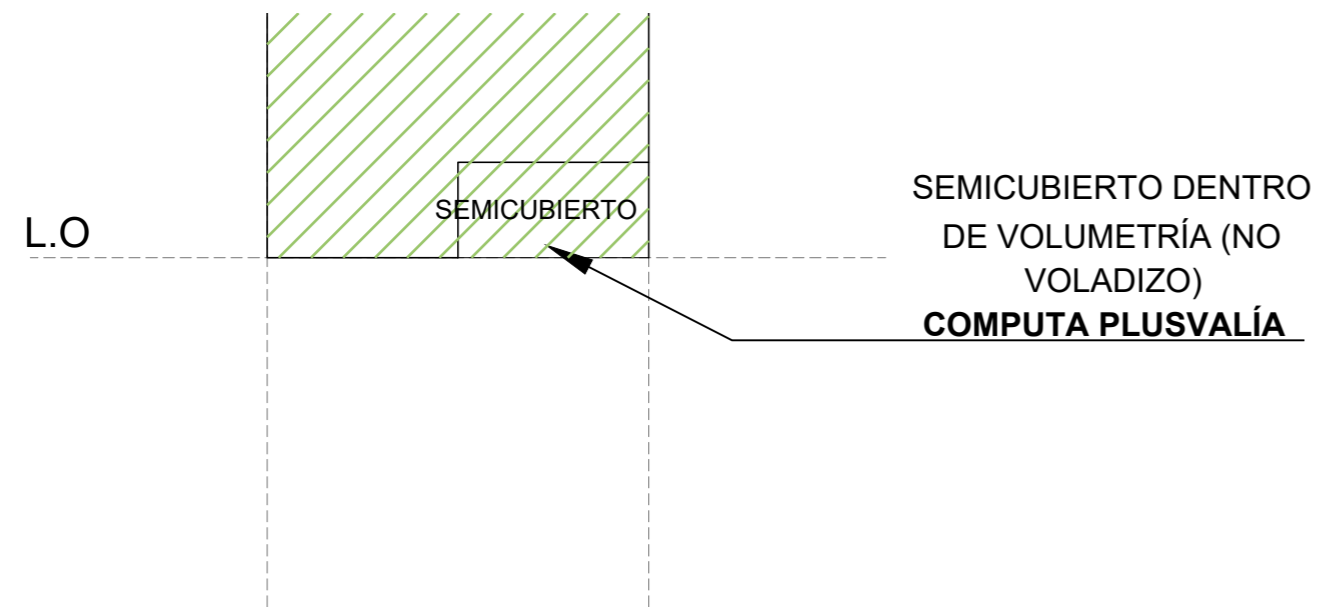 SEMICUBIERTO
L.O
SEMICUBIERTO DENTRO
DE VOLUMETRÍA (NO
VOLADIZO)
COMPUTA PLUSVALÍA